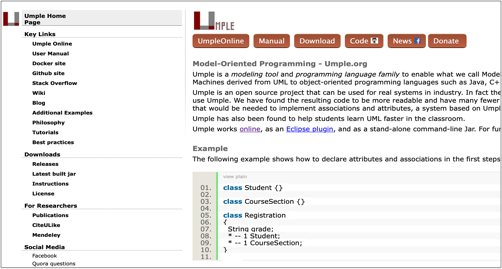 Umple Home
Page
Key Links
Umple Online
User Manual
Docker site
Github site
Stack Overflow
Wiki
Blog
Additional Examples
Philosophy
Tutorials
Best practices
Downloads
Releases
Latest built jar
Instructions
License
For Researchers
Publications
CiteULike
Mendeley
Social Media
Facebook
Quora questions
UMPLE
UmpleOnline
Manual
Download
Code
News
Donate
Model-Oriented Programming - Umple.org
Umple is a modeling tool and programming language family to enable what we call Mode
Machines derived from UML to object-oriented programming languages such as Java, C+
Umple is an open source project that can be used for real systems in industry. In fact the
use Umple. We have found the resulting code to be more readable and have many fewer
that would be needed to implement associations and attributes, a system based on Umpl
Umple has also been found to help students learn UML faster in the classroom.
Umple works online, as an Eclipse plugin, and as a stand-alone command-line Jar. For fur
Example
The following example shows how to declare attributes and associations in the first steps
view plain
01. class Student {}
02.
03. class CourseSection {}
04.
05. class Registration
06. {
07. String grade;
08. * -- 1 Student;
09. * -- 1 CourseSection;
10. }
11.